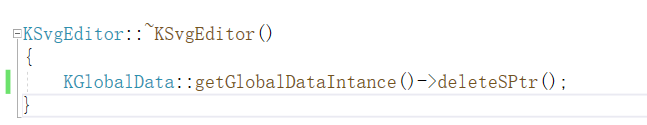 KSvgEditor::~KSvgEditor()
{
    KGlobalData::getGlobalDataIntance()->deleteSPtr();
}